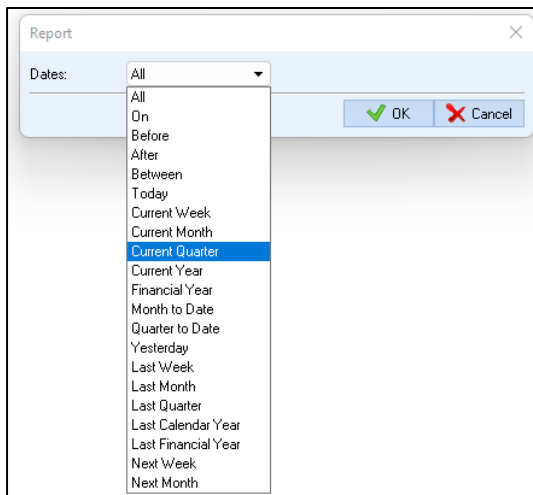 Report
Dates: All
All
On
OK Cancel
Before
After
Between
Today
Current Week
Current Month
Current Quarter
Current Year
Financial Year
Month to Date
Quarter to Date
Yesterday
Last Week
Last Month
Last Quarter
Last Calendar Year
Last Financial Year
Next Week
Next Month